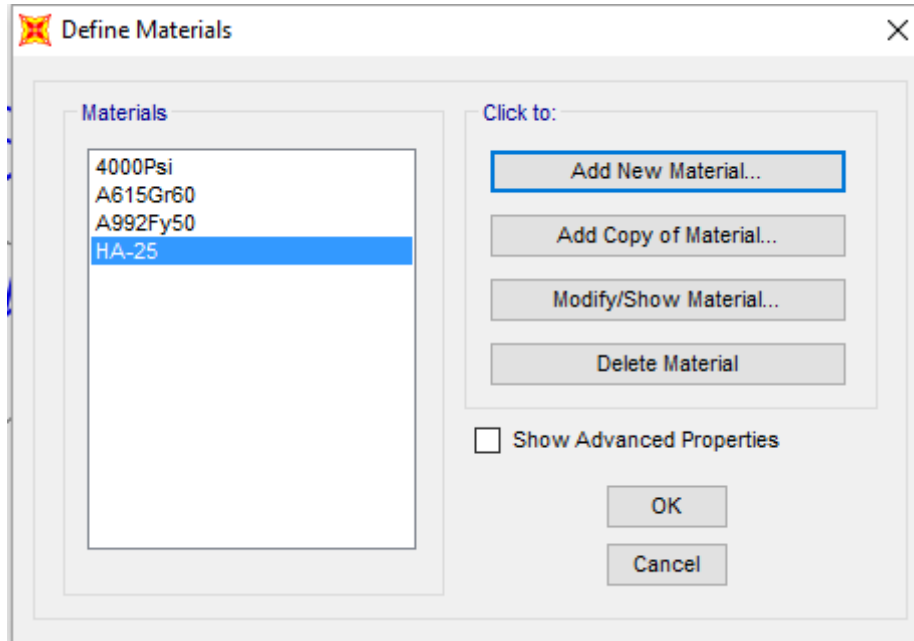 Define Materials
Materials
4000Psi
A615Gr60
A992Fy50
HA-25
Click to:
Add New Material...
Add Copy of Material...
Modify/Show Material...
Delete Material
Show Advanced Properties
OK
Cancel